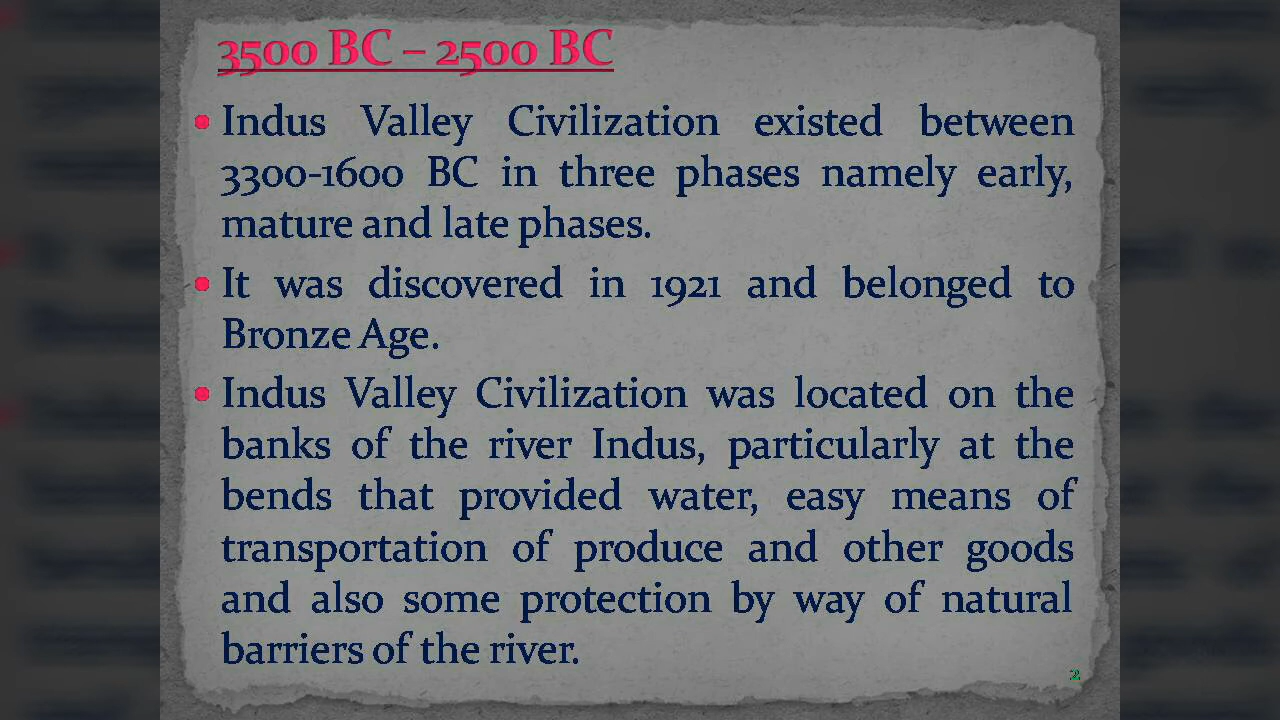 3500 BC – 2500 BC
• Indus Valley Civilization existed between
3300-1600 BC in three phases namely early,
mature and late phases.
• It was discovered in 1921 and belonged to
Bronze Age.
• Indus Valley Civilization was located on the
banks of the river Indus, particularly at the
bends that provided water, easy means of
transportation of produce and other goods
and also some protection by way of natural
barriers of the river.
2